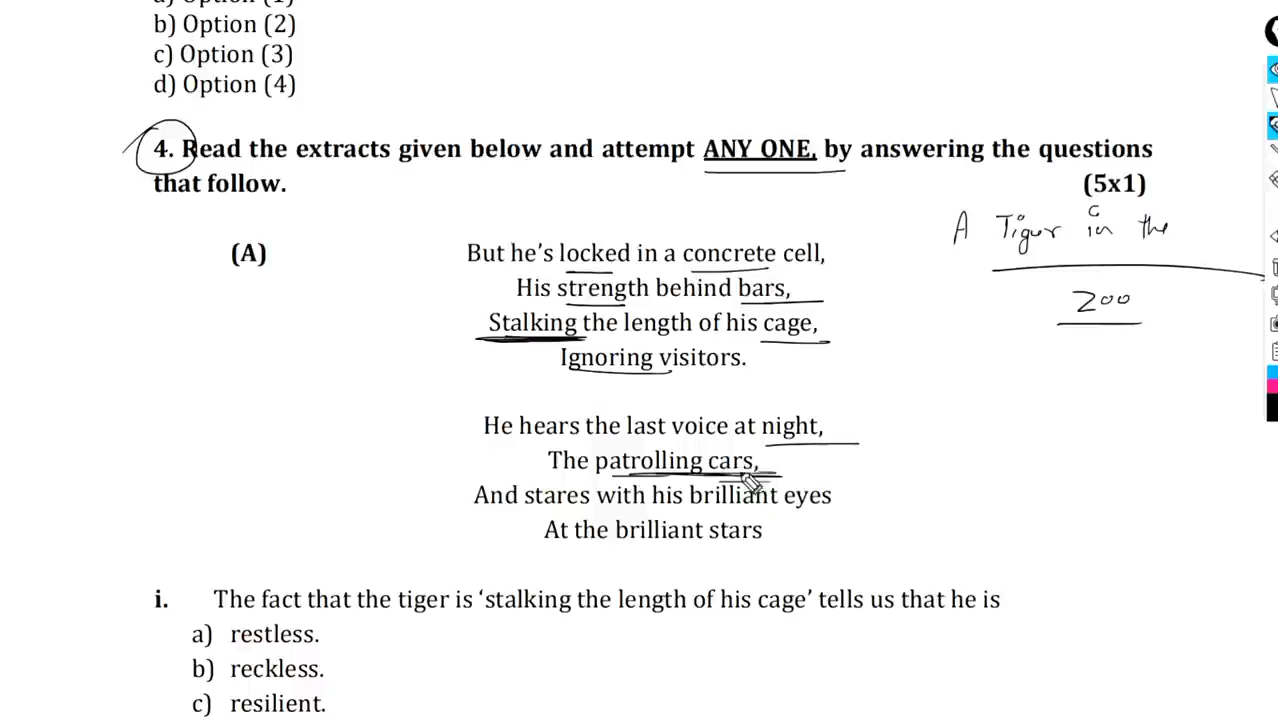 b) Option (2)
c) Option (3)
d) Option (4)
4. Read the extracts given below and attempt ANY ONE, by answering the questions
that follow. (5x1)
A Tiger in the
200
(A) But he's locked in a concrete cell,
His strength behind bars,
Stalking the length of his cage,
Ignoring visitors.
He hears the last voice at night,
The patrolling cars,
And stares with his brilliant eyes
At the brilliant stars
i. The fact that the tiger is ‘stalking the length of his cage’ tells us that he is
a) restless.
b) reckless.
c) resilient.